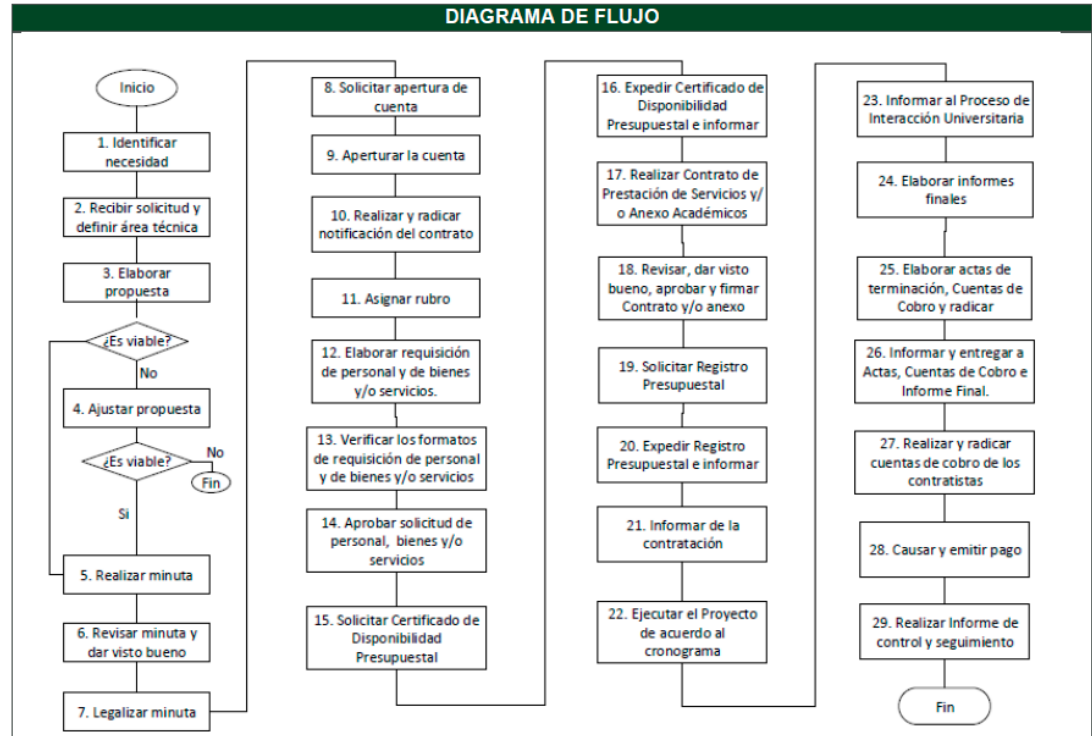 DIAGRAMA DE FLUJO
Inicio
1. Identificar
necesidad
2. Recibir solicitud y
definir área técnica
3. Elaborar
propuesta
¿Es viable?
No
4. Ajustar propuesta
¿Es viable?
No
Fin
Si
5. Realizar minuta
6. Revisar minuta y
dar visto bueno
7. Legalizar minuta
8. Solicitar apertura de
cuenta
9. Aperturar la cuenta
10. Realizar y radicar
notificación del contrato
11. Asignar rubro
12. Elaborar requisición
de personal y de bienes
y/o servicios.
13. Verificar los formatos
de requisición de personal
y de bienes y/o servicios
14. Aprobar solicitud de
personal, bienes y/o
servicios
15. Solicitar Certificado de
Disponibilidad
Presupuestal
16. Expedir Certificado de
Disponibilidad
Presupuestal e informar
17. Realizar Contrato de
Prestación de Servicios y/
o Anexo Académicos
18. Revisar, dar visto
bueno, aprobar y firmar
Contrato y/o anexo
19. Solicitar Registro
Presupuestal
20. Expedir Registro
Presupuestal e informar
21. Informar de la
contratación
22. Ejecutar el Proyecto
de acuerdo al
cronograma
23. Informar al Proceso de
Interacción Universitaria
24. Elaborar informes
finales
25. Elaborar actas de
terminación, Cuentas de
Cobro y radicar
26. Informar y entregar a
Actas, Cuentas de Cobro e
Informe Final.
27. Realizar y radicar
cuentas de cobro de los
contratistas
28. Causar y emitir pago
29. Realizar Informe de
control y seguimiento
Fin